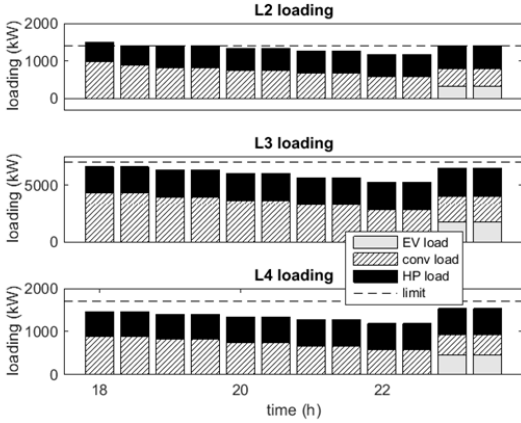 L2 loading
2000
1000
0
loading (kW)
L3 loading
5000
0
loading (kW)
EV load
conv load
HP load
limit
L4 loading
2000
1000
0
loading (kW)
18
20
22
time (h)